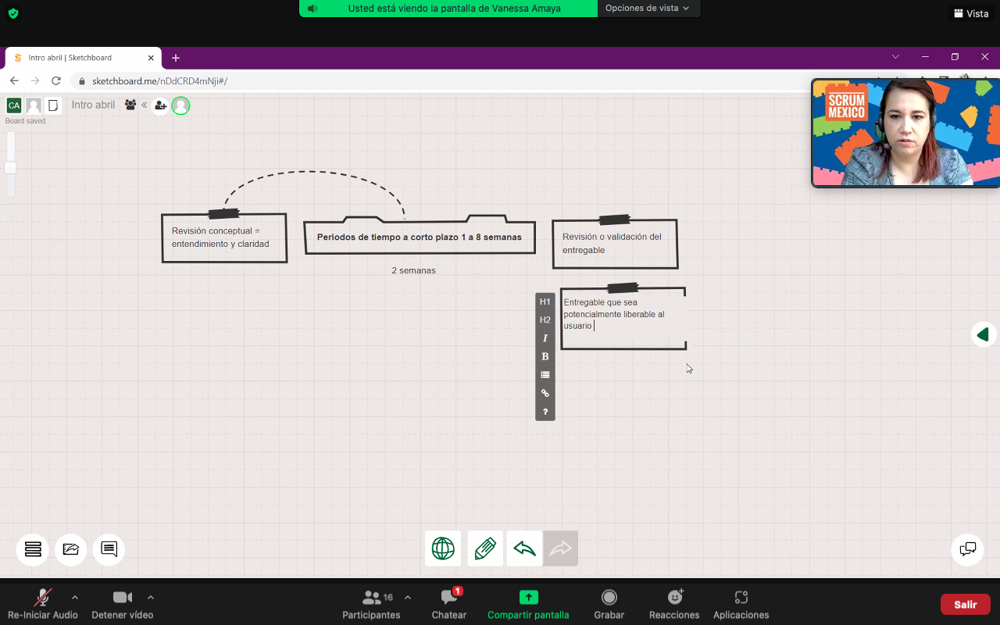 Usted está viendo la pantalla de Vanessa Amaya
Opciones de vista
Vista
Intro abril | Sketchboard
sketchboard.me/nDdCRD4mNji#/
CA
Intro abril
Board saved
SCRUM
MEXICO
Revisión conceptual =
entendimiento y claridad
Periodos de tiempo a corto plazo 1 a 8 semanas
Revisión o validación del
entregable
2 semanas
H1
H2
I
B
?
Entregable que sea
potencialmente liberable al
usuario
Re-Iniciar Audio
Detener vídeo
Participantes
16
Chatear
1
Compartir pantalla
Grabar
Reacciones
Aplicaciones
Salir